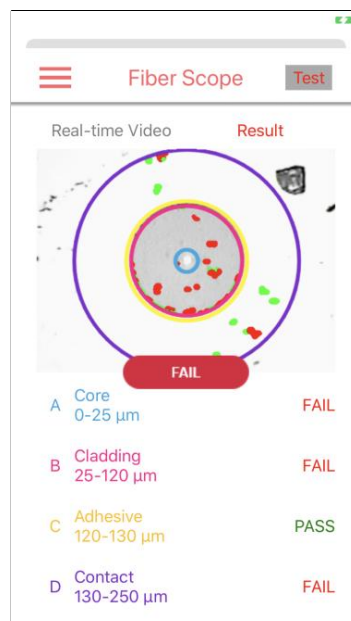 Fiber Scope
Test
Real-time Video
Result
FAIL
A
Core
0-25 μm
FAIL
B
Cladding
25-120 μm
FAIL
C
Adhesive
120-130 μm
PASS
D
Contact
130-250 μm
FAIL